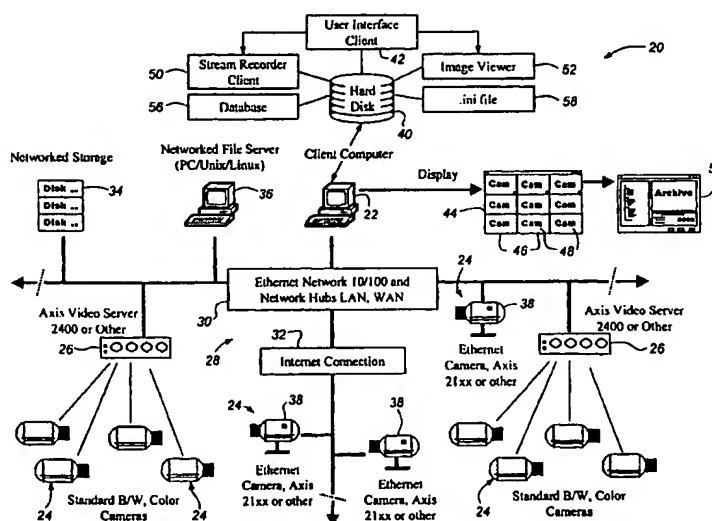 User Interface
Client
42
20
50
Stream Recorder
Client
Image Viewer
52
56
Database
Hard
Disk
.ini file
58
40
Networked Storage
Networked File Server
(PC/Unix/Linux)
Client Computer
Display
Disk ..
Disk ..
Disk ..
34
36
22
44
Cam
Cam
Cam
Cam
Cam
Cam
Cam
Cam
Cam
46
48
Archive
5
Ethernet Network 10/100 and
Network Hubs LAN, WAN
30
24
38
Axis Video Server
2400 or Other
26
28
32
Internet Connection
Ethernet
Camera, Axis
21xx or other
Axis Video Server
2400 or Other
26
24
38
38
Ethernet
Camera, Axis
21xx or other
Ethernet
Camera, Axis
21xx or other
24
Standard B/W, Color
Cameras
24
24
Standard B/W, Color
Cameras